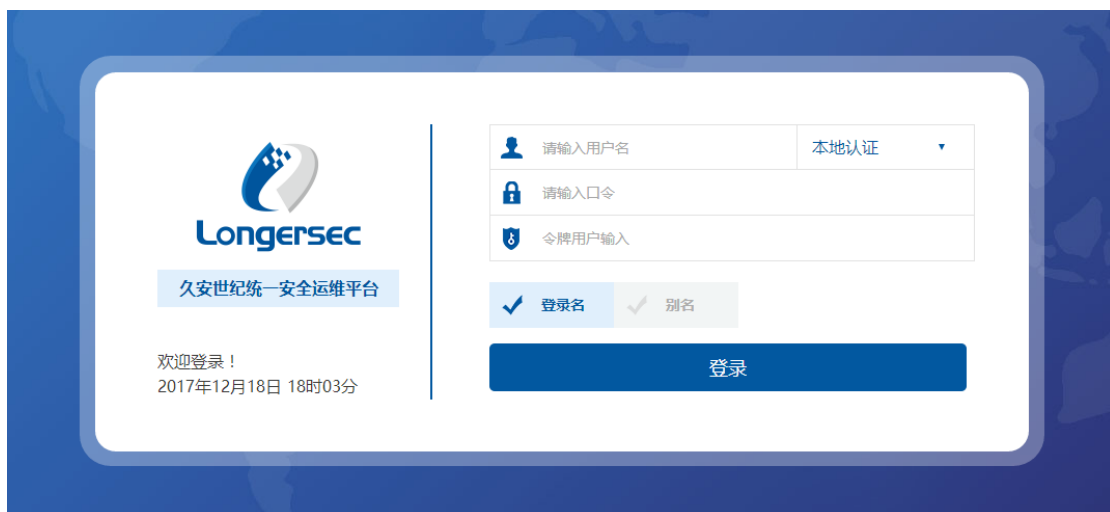 Longersec
久安世纪统一安全运维平台
欢迎登录！
2017年12月18日 18时03分
请输入用户名
本地认证
请输入口令
令牌用户输入
登录名
别名
登录